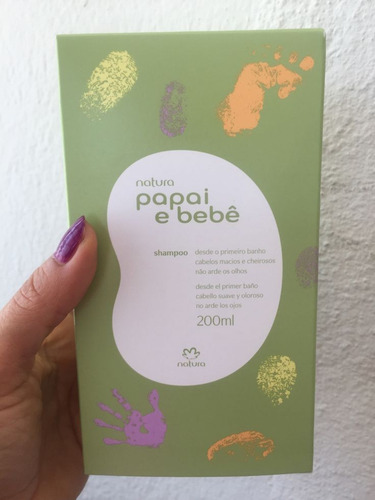 natura
papai
e bebê
shampoo
desde o primeiro banho
cabelos macios e cheirosos
não arde os olhos
desde el primer baño
cabello suave y oloroso
no arde los ojos
200ml
natura